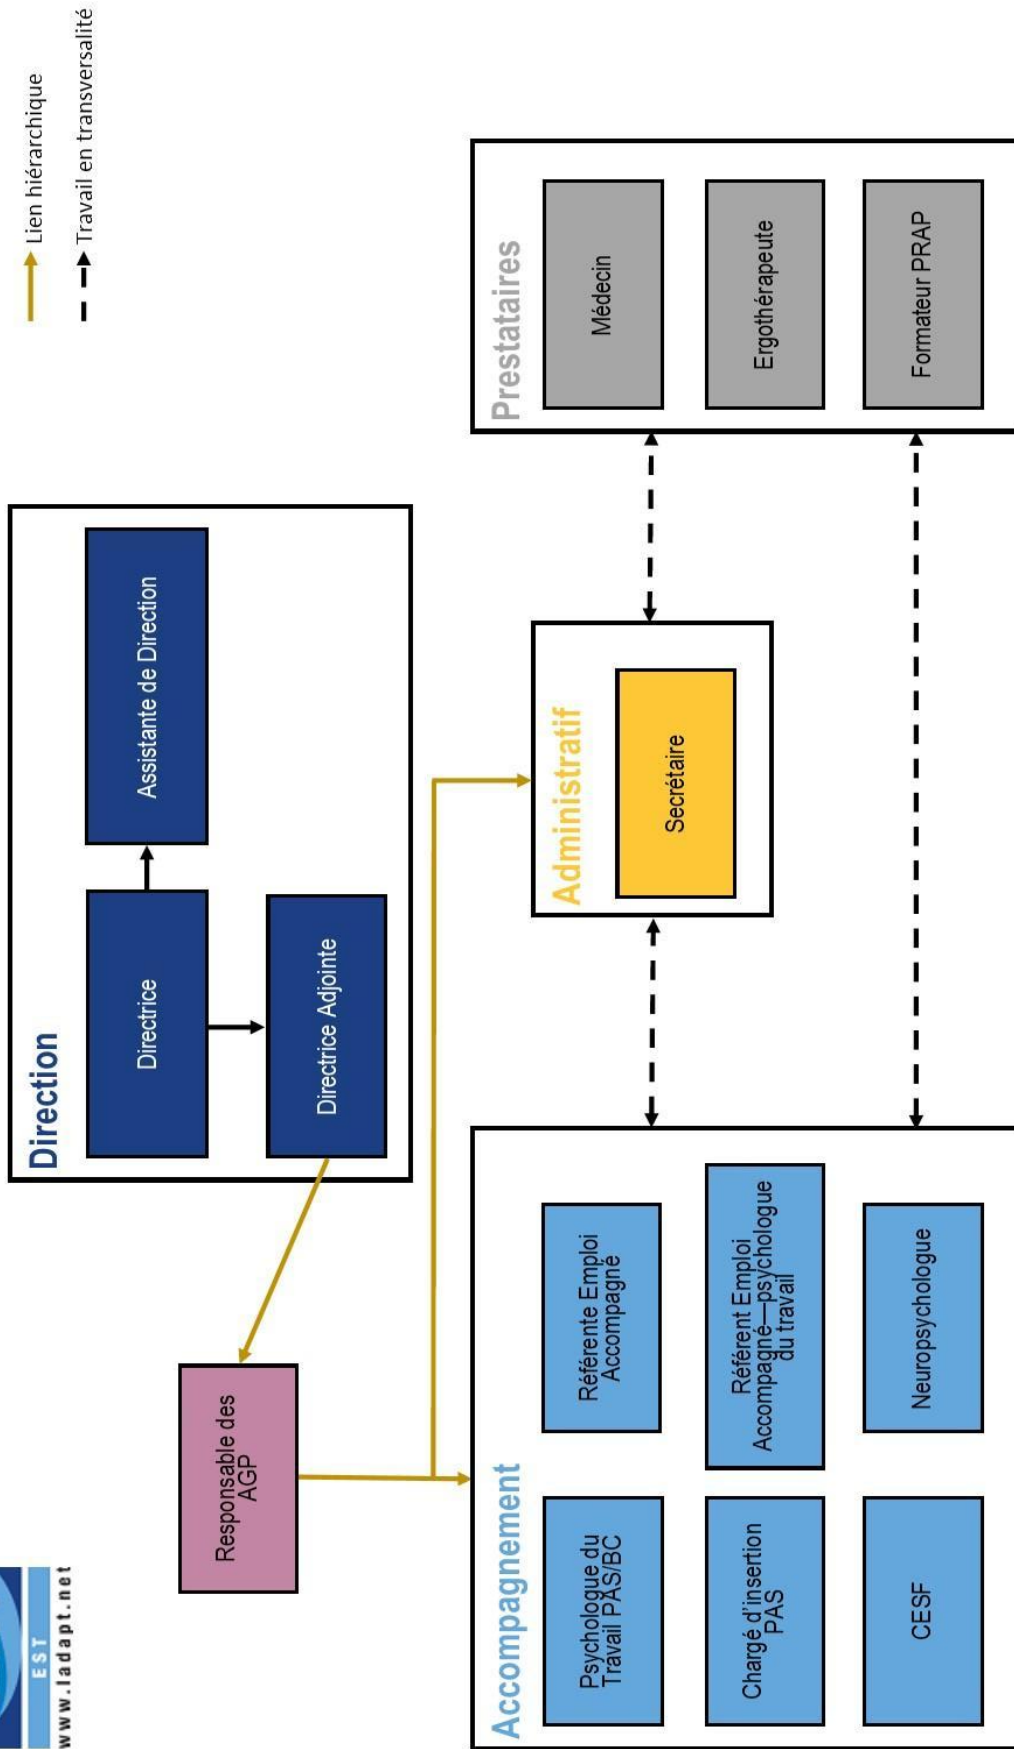 EST
www.ladapt.net
Lien hiérarchique
Travail en transversalité
Direction
Directrice
Assistante de Direction
Directrice Adjointe
Responsable des
AGP
Accompagnement
Psychologue du
Travail PAS/BC
Référente Emploi
Accompagné
Chargé d'insertion
PAS
Référent Emploi
Accompagné—psychologue
du travail
CESF
Neuropsychologue
Administratif
Secrétaire
Prestataires
Médecin
Ergothérapeute
Formateur PRAP